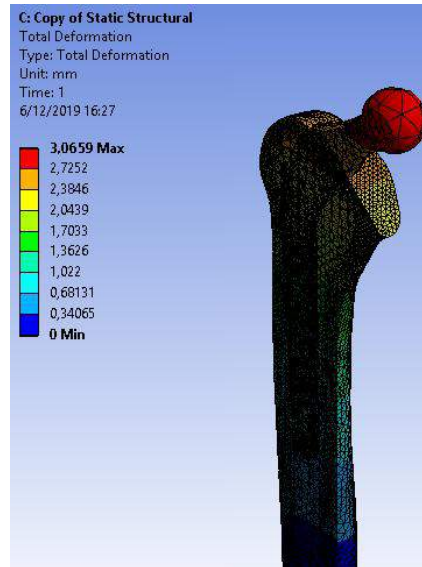 C: Copy of Static Structural
Total Deformation
Type: Total Deformation
Unit: mm
Time: 1
6/12/2019 16:27
3,0659 Max
2,7252
2,3846
2,0439
1,7033
1,3626
1,022
0,68131
0,34065
0 Min